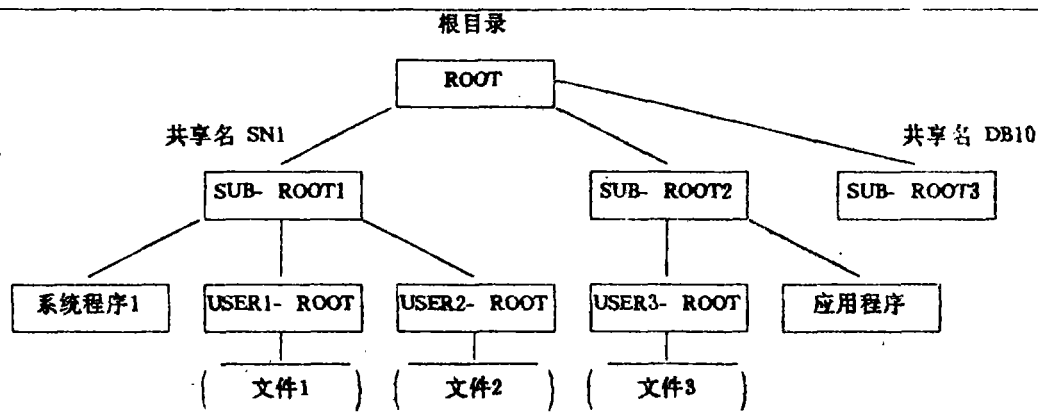 根目录
ROOT
共享名 SN1
共享名 DB10
SUB- ROOT1
SUB- ROOT2
SUB- ROOT3
系统程序1
USER1- ROOT
USER2- ROOT
USER3- ROOT
应用程序
(文件1)
(文件2)
(文件3)